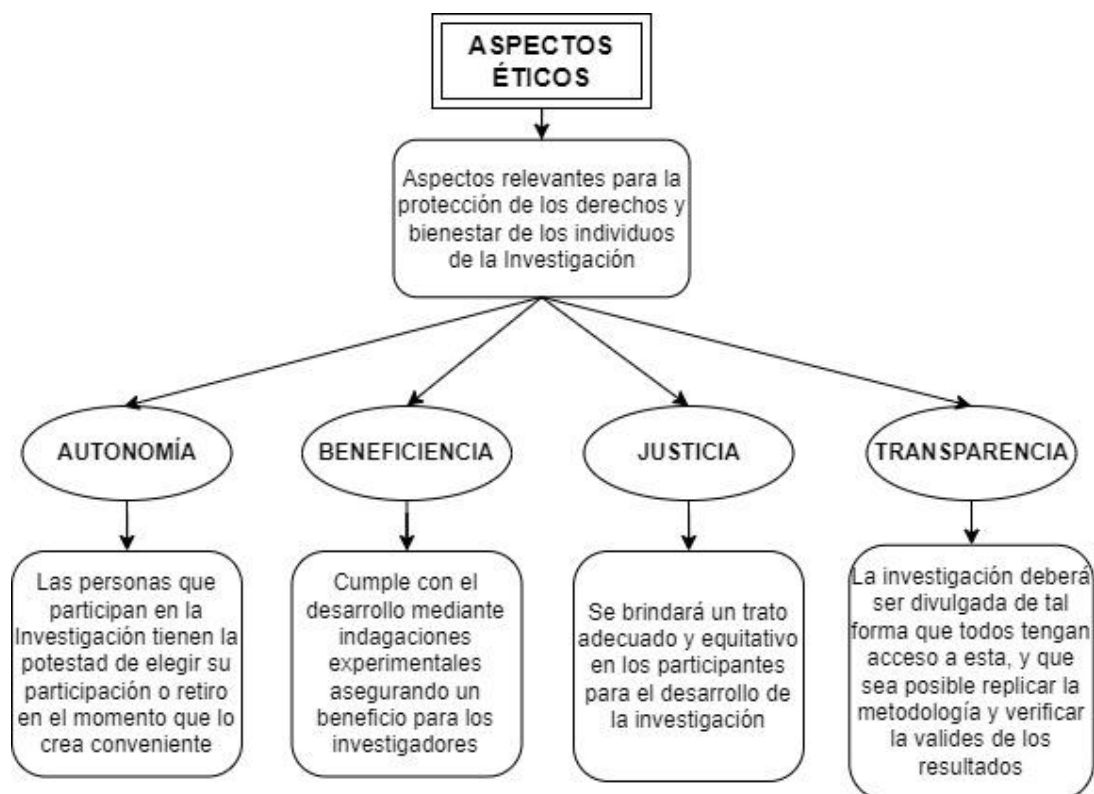 ASPECTOS
ÉTICOS
Aspectos relevantes para la
protección de los derechos y
bienestar de los individuos
de la Investigación
AUTONOMÍA
BENEFICIENCIA
JUSTICIA
TRANSPARENCIA
Las personas que
participan en la
Investigación tienen la
potestad de elegir su
participación o retiro
en el momento que lo
crea conveniente
Cumple con el
desarrollo mediante
indagaciones
experimentales
asegurando un
beneficio para los
investigadores
Se brindará un trato
adecuado y equitativo
en los participantes
para el desarrollo de
la investigación
La investigación deberá
ser divulgada de tal
forma que todos tengan
acceso a esta, y que
sea posible replicar la
metodología y verificar
la valides de los
resultados